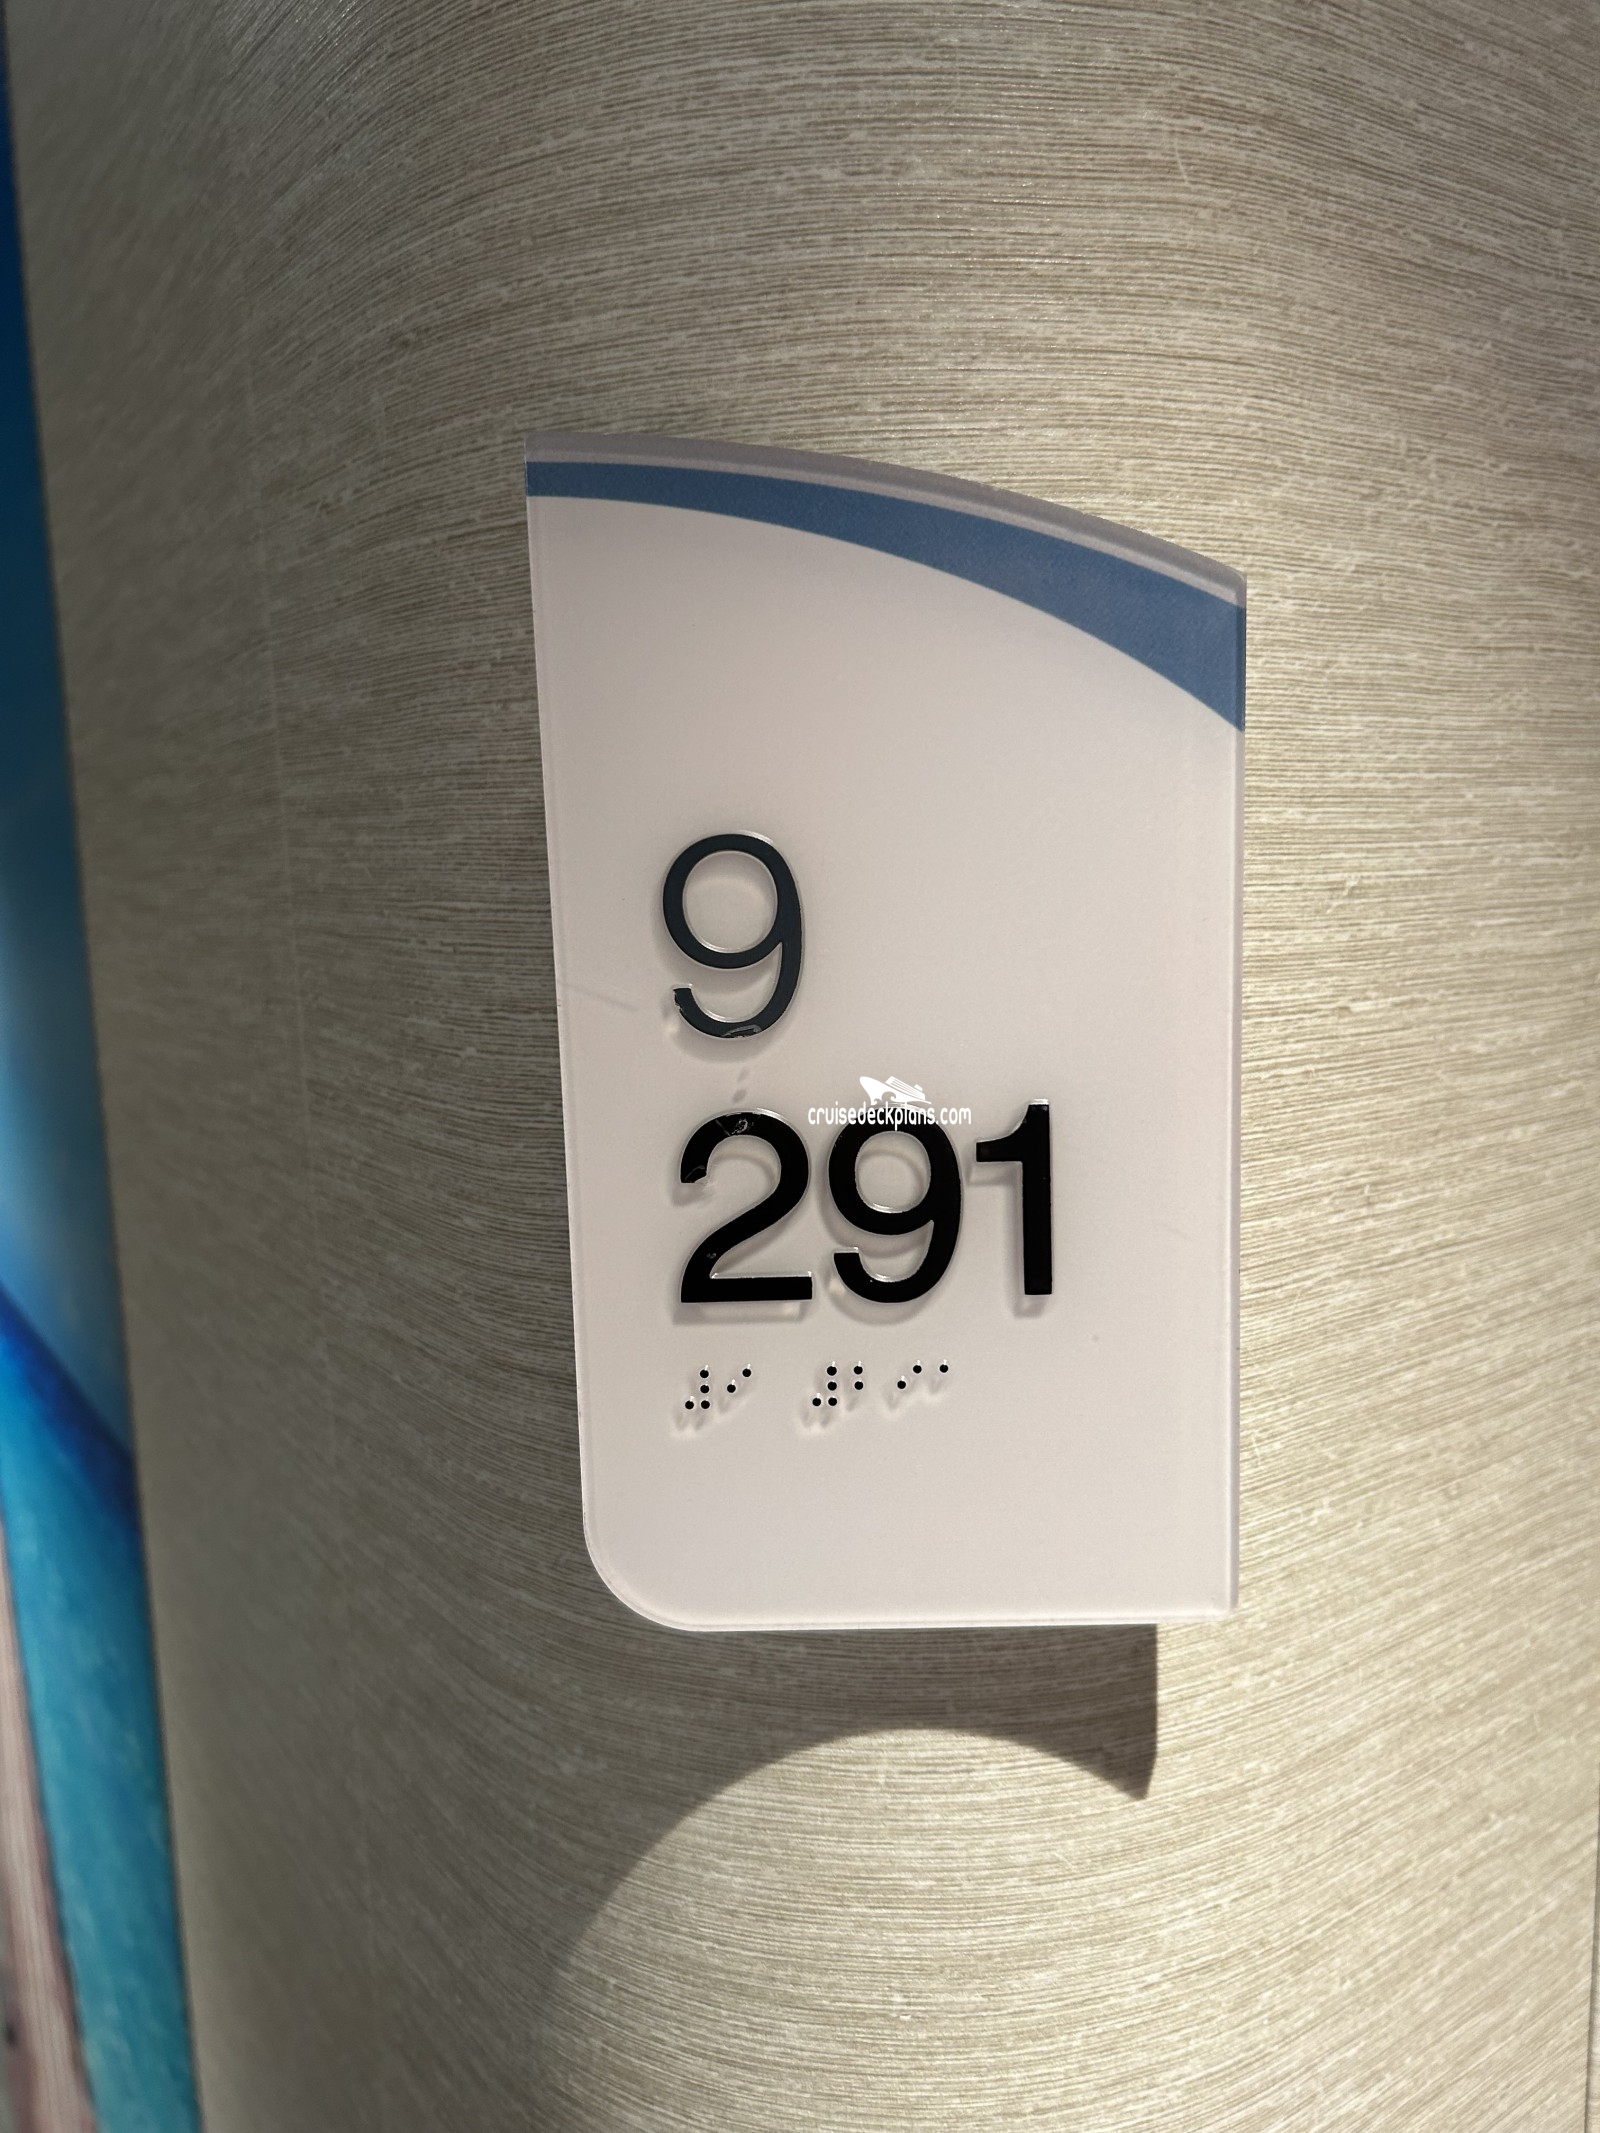 9
cruisedeckplans.com
291
⠼⠊ ⠼⠃⠊⠁